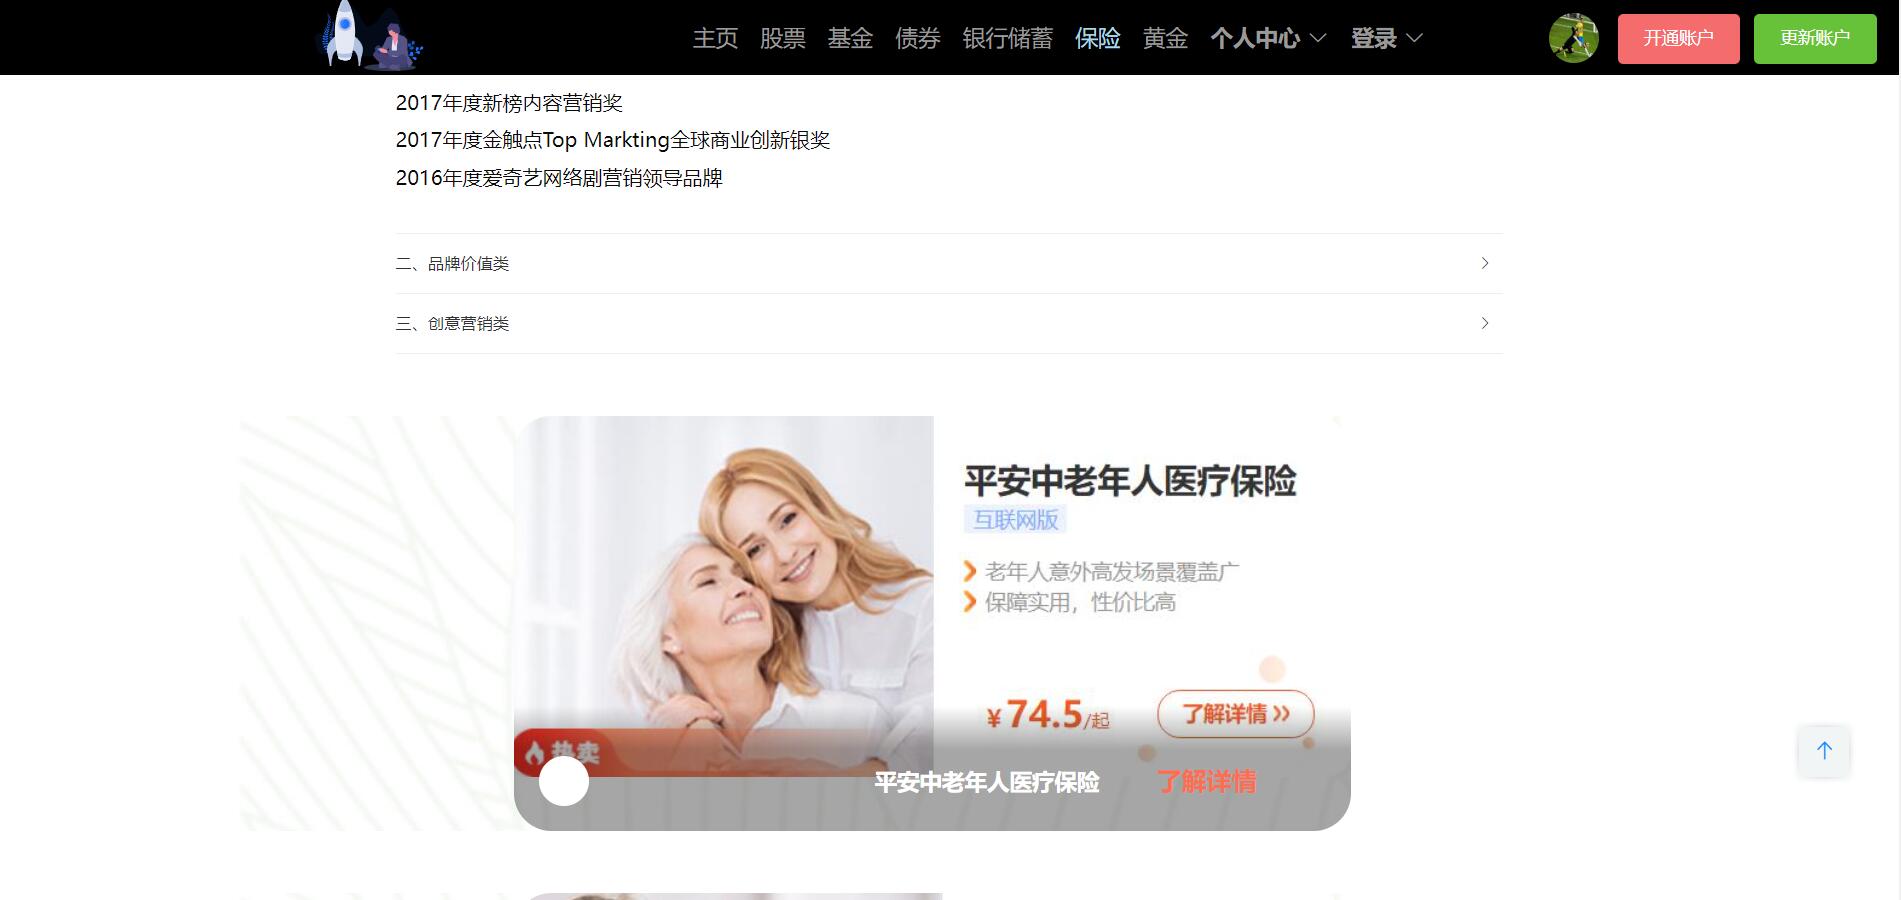 主页 股票 基金 债券 银行储蓄 保险 黄金 个人中心 登录 开通账户 更新账户
2017年度新榜内容营销奖
2017年度金触点Top Markting全球商业创新银奖
2016年度爱奇艺网络剧营销领导品牌
二、品牌价值类
三、创意营销类
平安中老年人医疗保险
互联网版
老年人意外高发场景覆盖广
保障实用，性价比高
¥74.5/起 了解详情
热卖
平安中老年人医疗保险 了解详情